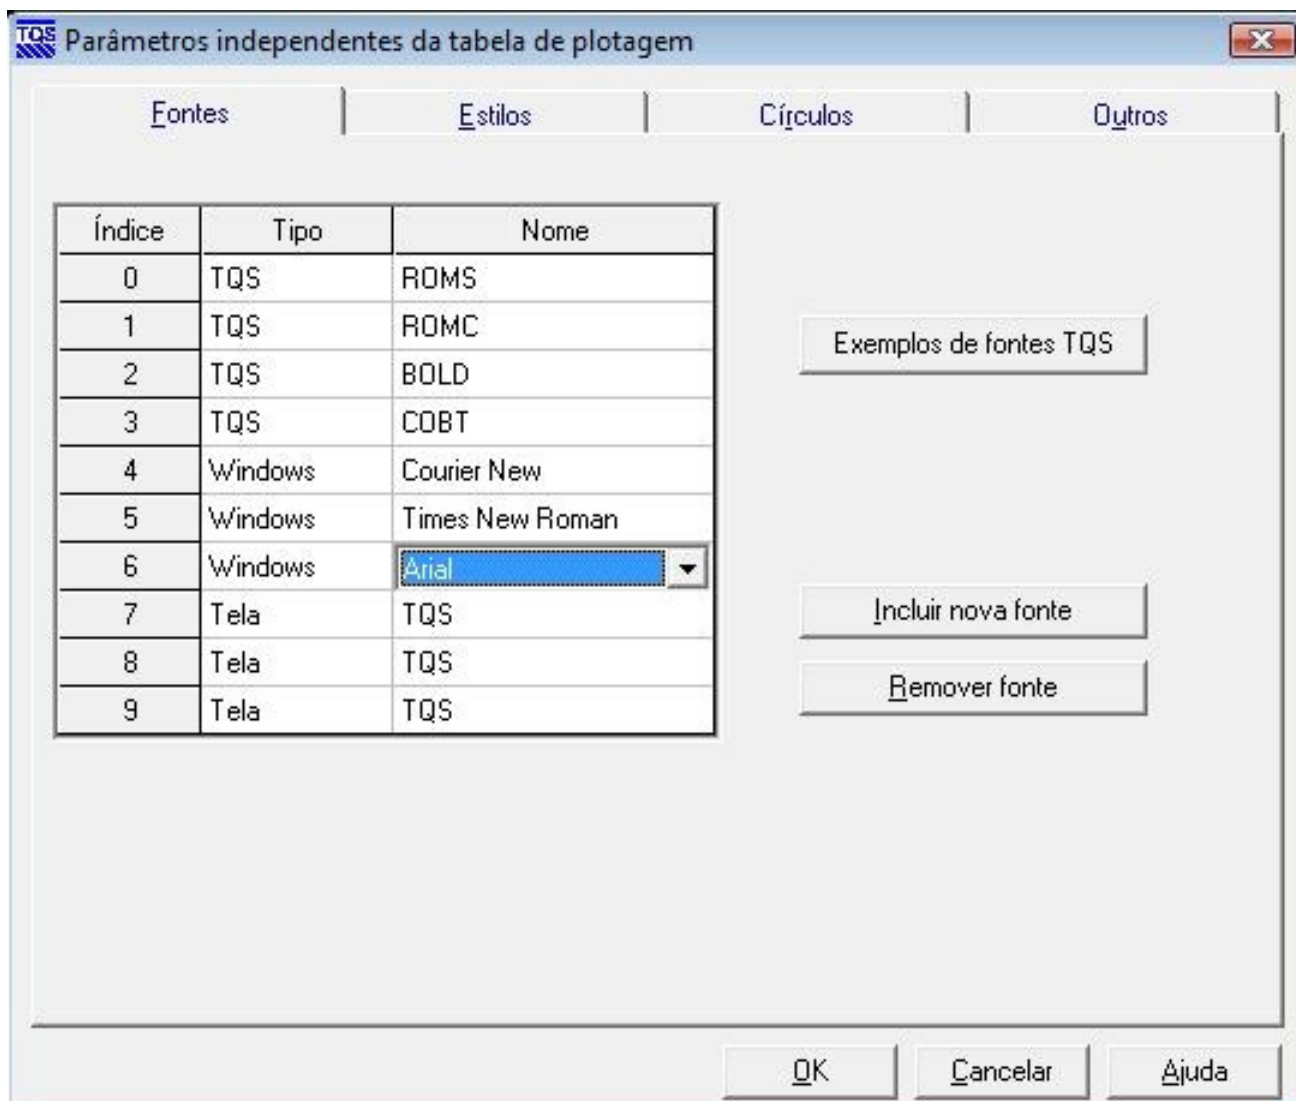 TQS Parâmetros independentes da tabela de plotagem
Fontes Estilos Círculos Outros
Índice Tipo Nome
0 TQS ROMS
1 TQS ROMC
Exemplos de fontes TQS
2 TQS BOLD
3 TQS COBT
4 Windows Courier New
5 Windows Times New Roman
6 Windows Arial
7 Tela TQS
Incluir nova fonte
8 Tela TQS
Remover fonte
9 Tela TQS
OK Cancelar Ajuda